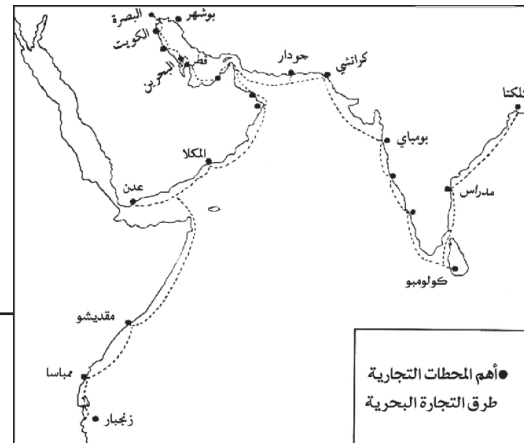 البصرة
بوشهر
الكويت
قطر
البحرين
جودار
كراتشي
كلكتا
بومباي
المكلا
عدن
مدراس
كولومبو
مقديشو
ممباسا
زنجبار
أهم المحطات التجارية
طرق التجارة البحرية